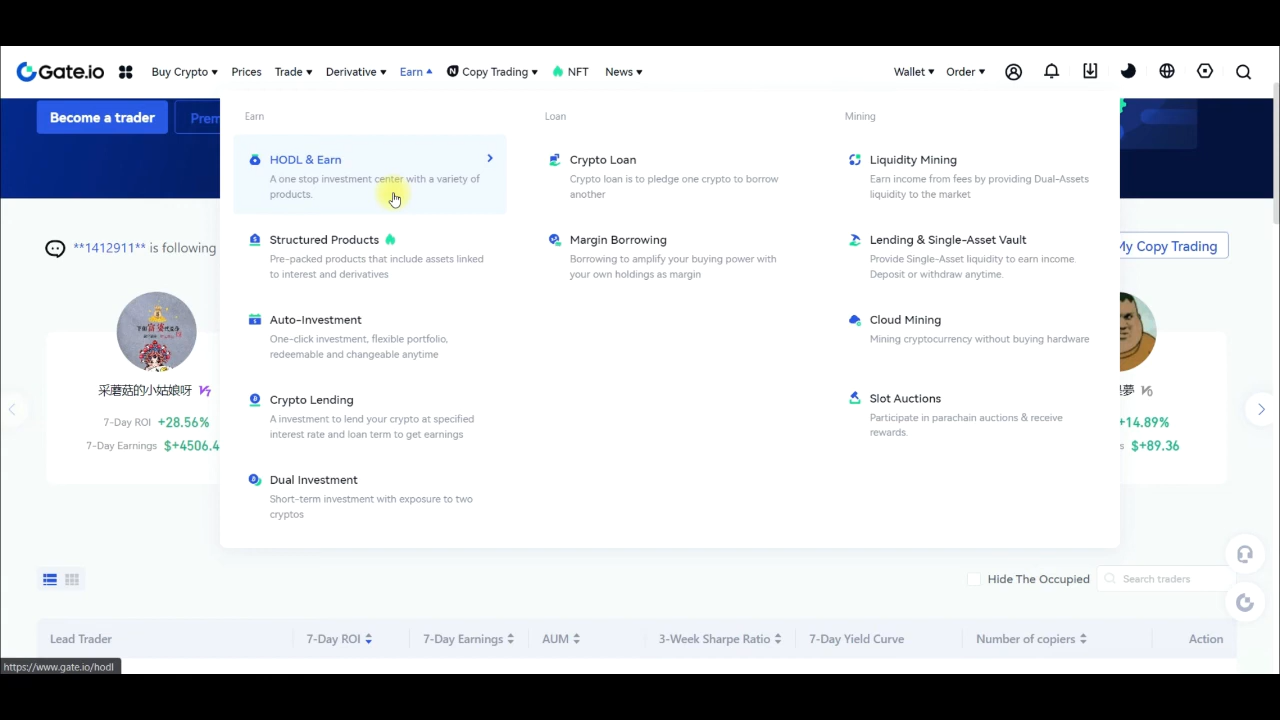 Gate.io
Buy Crypto
Prices
Trade
Derivative
Earn
Copy Trading
NFT
News
Wallet
Order
Become a trader
Prem
Earn
HODL & Earn
A one stop investment center with a variety of
products.
Structured Products
Pre-packed products that include assets linked
to interest and derivatives
Auto-Investment
One-click investment, flexible portfolio,
redeemable and changeable anytime
Crypto Lending
A investment to lend your crypto at specified
interest rate and loan term to get earnings
Dual Investment
Short-term investment with exposure to two
cryptos
Loan
Crypto Loan
Crypto loan is to pledge one crypto to borrow
another
Margin Borrowing
Borrowing to amplify your buying power with
your own holdings as margin
Mining
Liquidity Mining
Earn income from fees by providing Dual-Assets
liquidity to the market
Lending & Single-Asset Vault
Provide Single-Asset liquidity to earn income.
Deposit or withdraw anytime.
Cloud Mining
Mining cryptocurrency without buying hardware
Slot Auctions
Participate in parachain auctions & receive
rewards.
**1412911** is following
My Copy Trading
采蘑菇的小姑娘呀 V7
7-Day ROI +28.56%
7-Day Earnings $+4506.4
夢 V6
+14.89%
s $+89.36
Hide The Occupied
Search traders
Lead Trader
7-Day ROI
7-Day Earnings
AUM
3-Week Sharpe Ratio
7-Day Yield Curve
Number of copiers
Action
https://www.gate.io/hodl